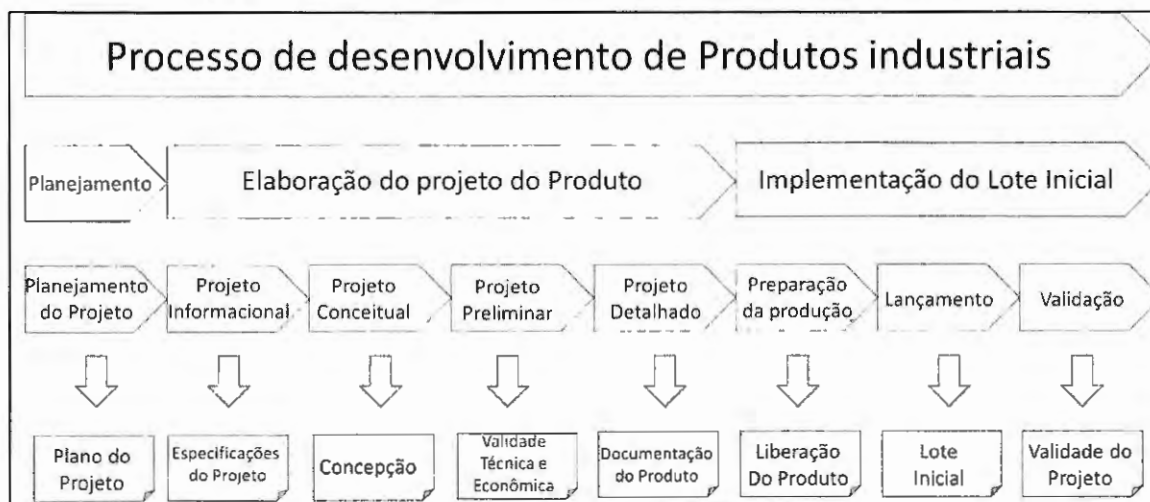 Processo de desenvolvimento de Produtos industriais
Planejamento
Elaboração do projeto do Produto
Implementação do Lote Inicial
Planejamento
do Projeto
Projeto
Informacional
Projeto
Conceitual
Projeto
Preliminar
Projeto
Detalhado
Preparação
da produção
Lançamento
Validação
Plano do
Projeto
Especificações
do Projeto
Concepção
Validade
Técnica e
Econômica
Documentação
do Produto
Liberação
Do Produto
Lote
Inicial
Validade do
Projeto